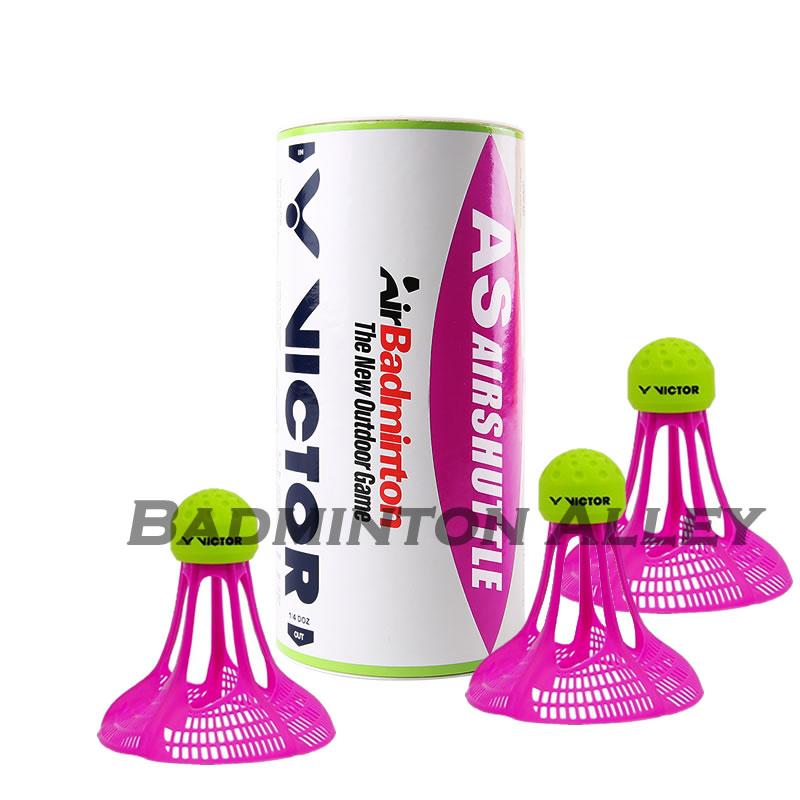 IN
VICTOR
1/4 DOZ
OUT
AirBadminton
The New Outdoor Game
AS AIRSHUTTLE
VICTOR
VICTOR
VICTOR
BADMINTON ALLEY